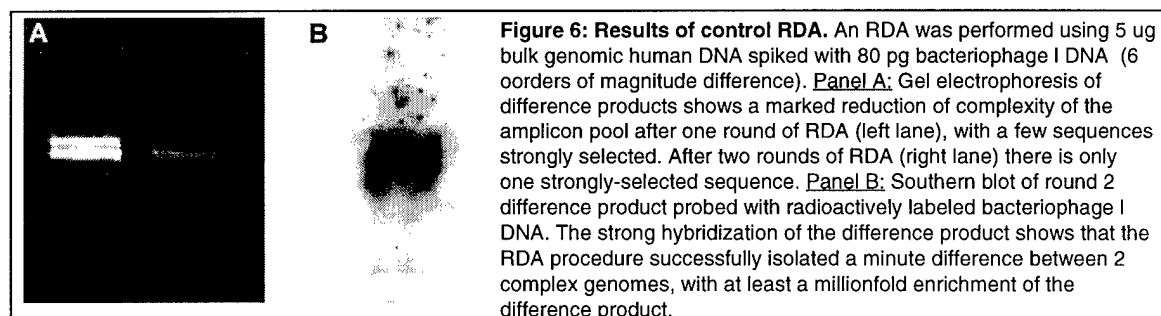 A
B
Figure 6: Results of control RDA. An RDA was performed using 5 ug
bulk genomic human DNA spiked with 80 pg bacteriophage l DNA (6
oorders of magnitude difference). Panel A: Gel electrophoresis of
difference products shows a marked reduction of complexity of the
amplicon pool after one round of RDA (left lane), with a few sequences
strongly selected. After two rounds of RDA (right lane) there is only
one strongly-selected sequence. Panel B: Southern blot of round 2
difference product probed with radioactively labeled bacteriophage l
DNA. The strong hybridization of the difference product shows that the
RDA procedure successfully isolated a minute difference between 2
complex genomes, with at least a millionfold enrichment of the
difference product.